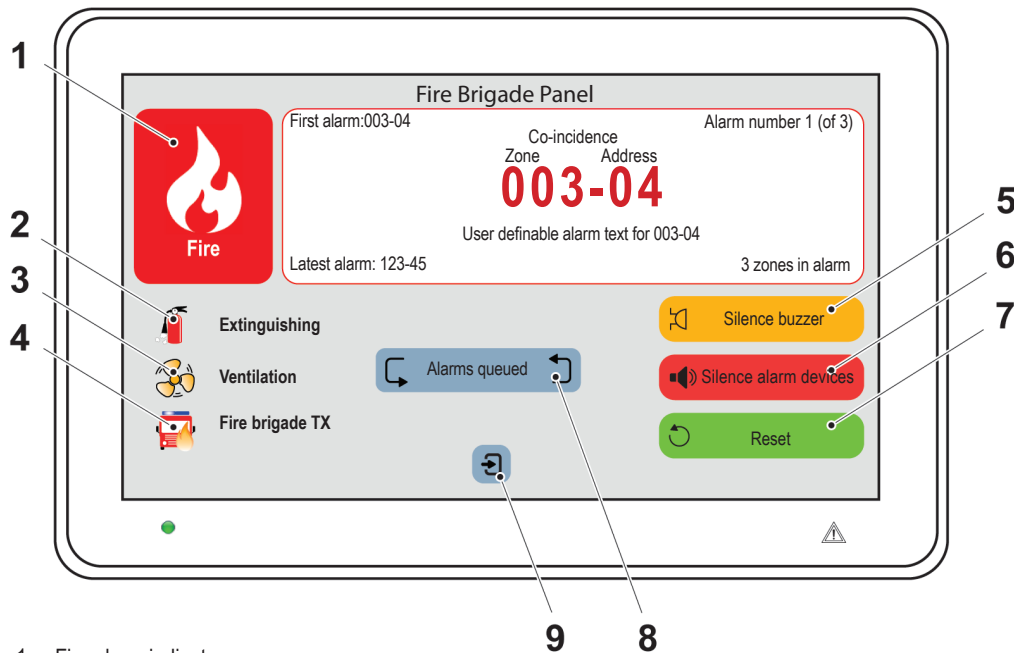 1
Fire Brigade Panel
First alarm:003-04
Alarm number 1 (of 3)
Co-incidence
Zone Address
003-04
User definable alarm text for 003-04
Fire
Latest alarm: 123-45
3 zones in alarm
2
5
3
6
4
7
Extinguishing
Silence buzzer
Ventilation
Alarms queued
Silence alarm devices
Fire brigade TX
Reset
9
8